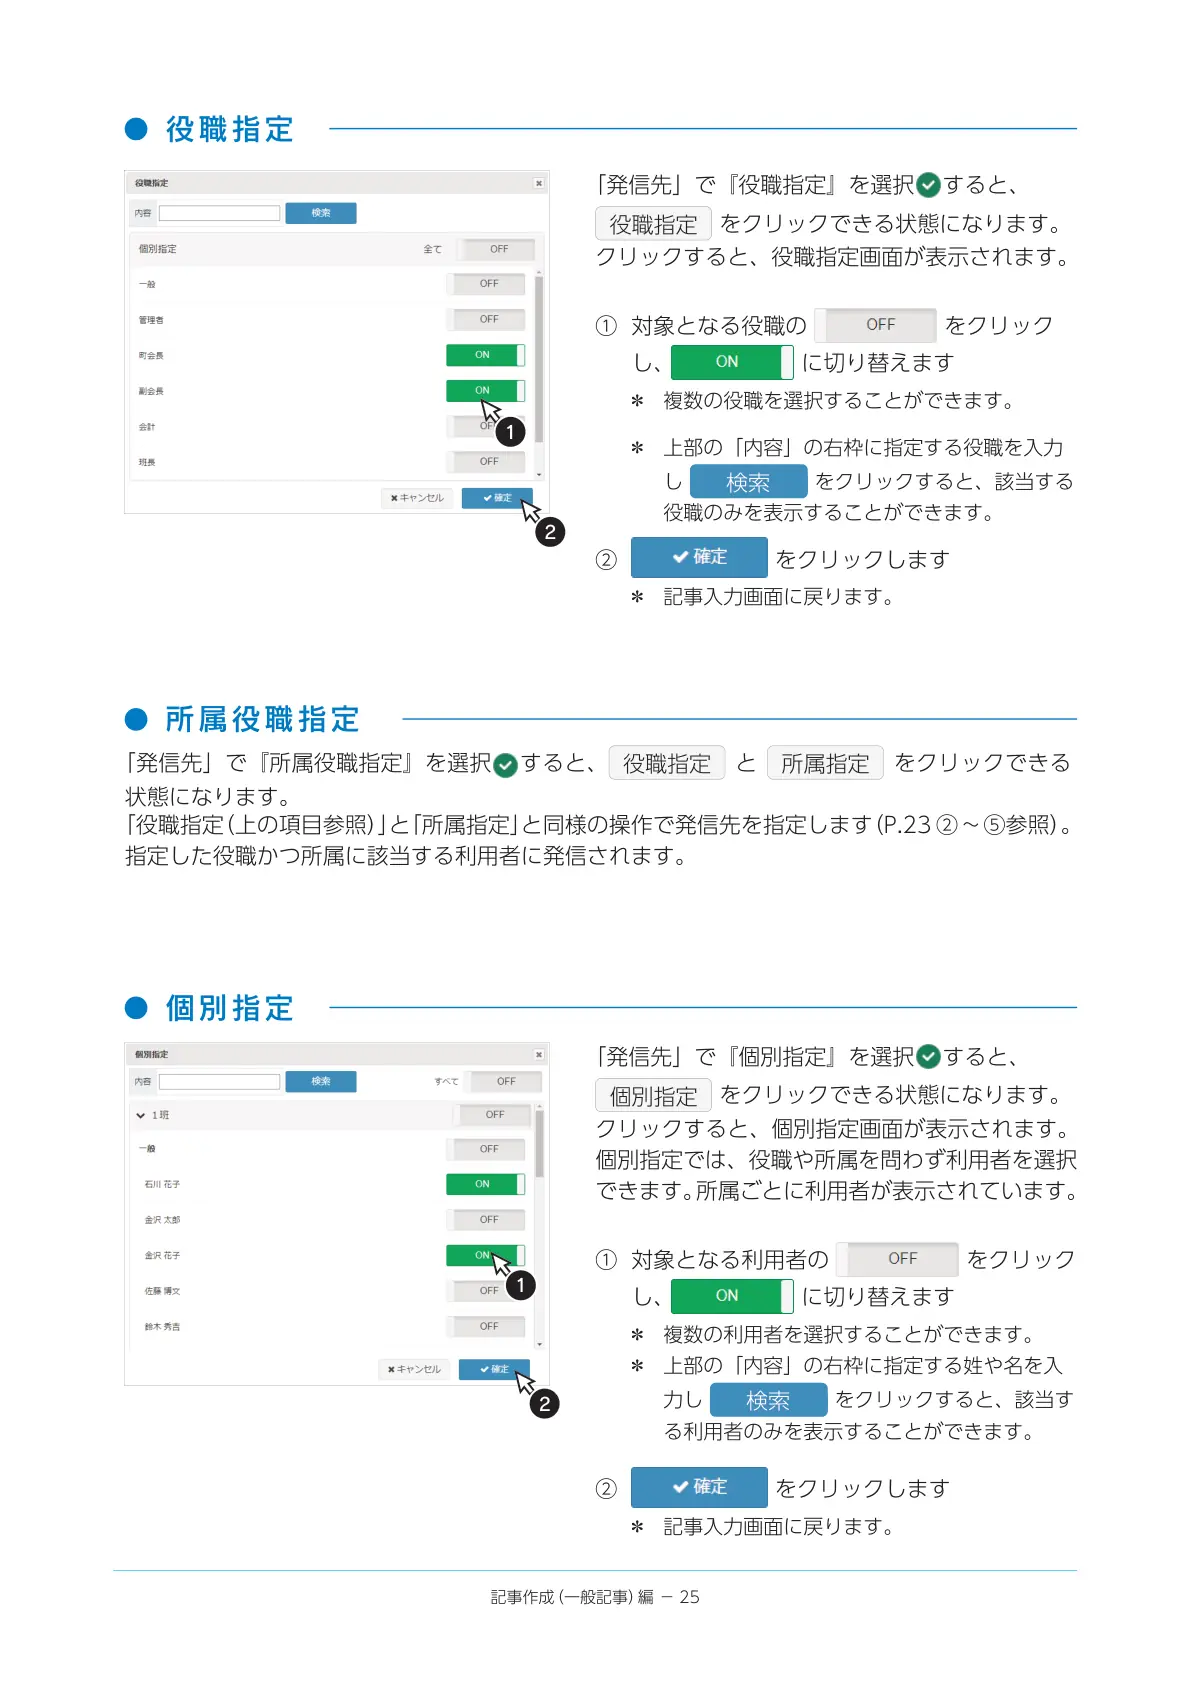 ● 役職指定
役職指定
内容 検索
個別指定 全て OFF
一般 OFF
管理者 OFF
町会長 ON
副会長 ON
会計 OF
1
班長 OFF
キャンセル 確定
2
「発信先」で『役職指定』を選択すると、
役職指定 をクリックできる状態になります。
クリックすると、役職指定画面が表示されます。
① 対象となる役職の OFF をクリック
し、 ON に切り替えます
＊ 複数の役職を選択することができます。
＊ 上部の「内容」の右枠に指定する役職を入力
し 検索 をクリックすると、該当する
役職のみを表示することができます。
② 確定 をクリックします
＊ 記事入力画面に戻ります。
● 所属役職指定
「発信先」で『所属役職指定』を選択すると、 役職指定 と 所属指定 をクリックできる
状態になります。
「役職指定（上の項目参照）」と「所属指定」と同様の操作で発信先を指定します（P.23 ②～⑤参照）。
指定した役職かつ所属に該当する利用者に発信されます。
● 個別指定
個別指定
内容 検索 すべて OFF
1班 OFF
一般 OFF
石川 花子 ON
金沢 太郎 OFF
金沢 花子 ON
1
佐藤 博文 OFF
鈴木 秀吉 OFF
キャンセル 確定
2
「発信先」で『個別指定』を選択すると、
個別指定 をクリックできる状態になります。
クリックすると、個別指定画面が表示されます。
個別指定では、役職や所属を問わず利用者を選択
できます。所属ごとに利用者が表示されています。
① 対象となる利用者の OFF をクリック
し、 ON に切り替えます
＊ 複数の利用者を選択することができます。
＊ 上部の「内容」の右枠に指定する姓や名を入
力し 検索 をクリックすると、該当す
る利用者のみを表示することができます。
② 確定 をクリックします
＊ 記事入力画面に戻ります。
記事作成（一般記事）編 － 25